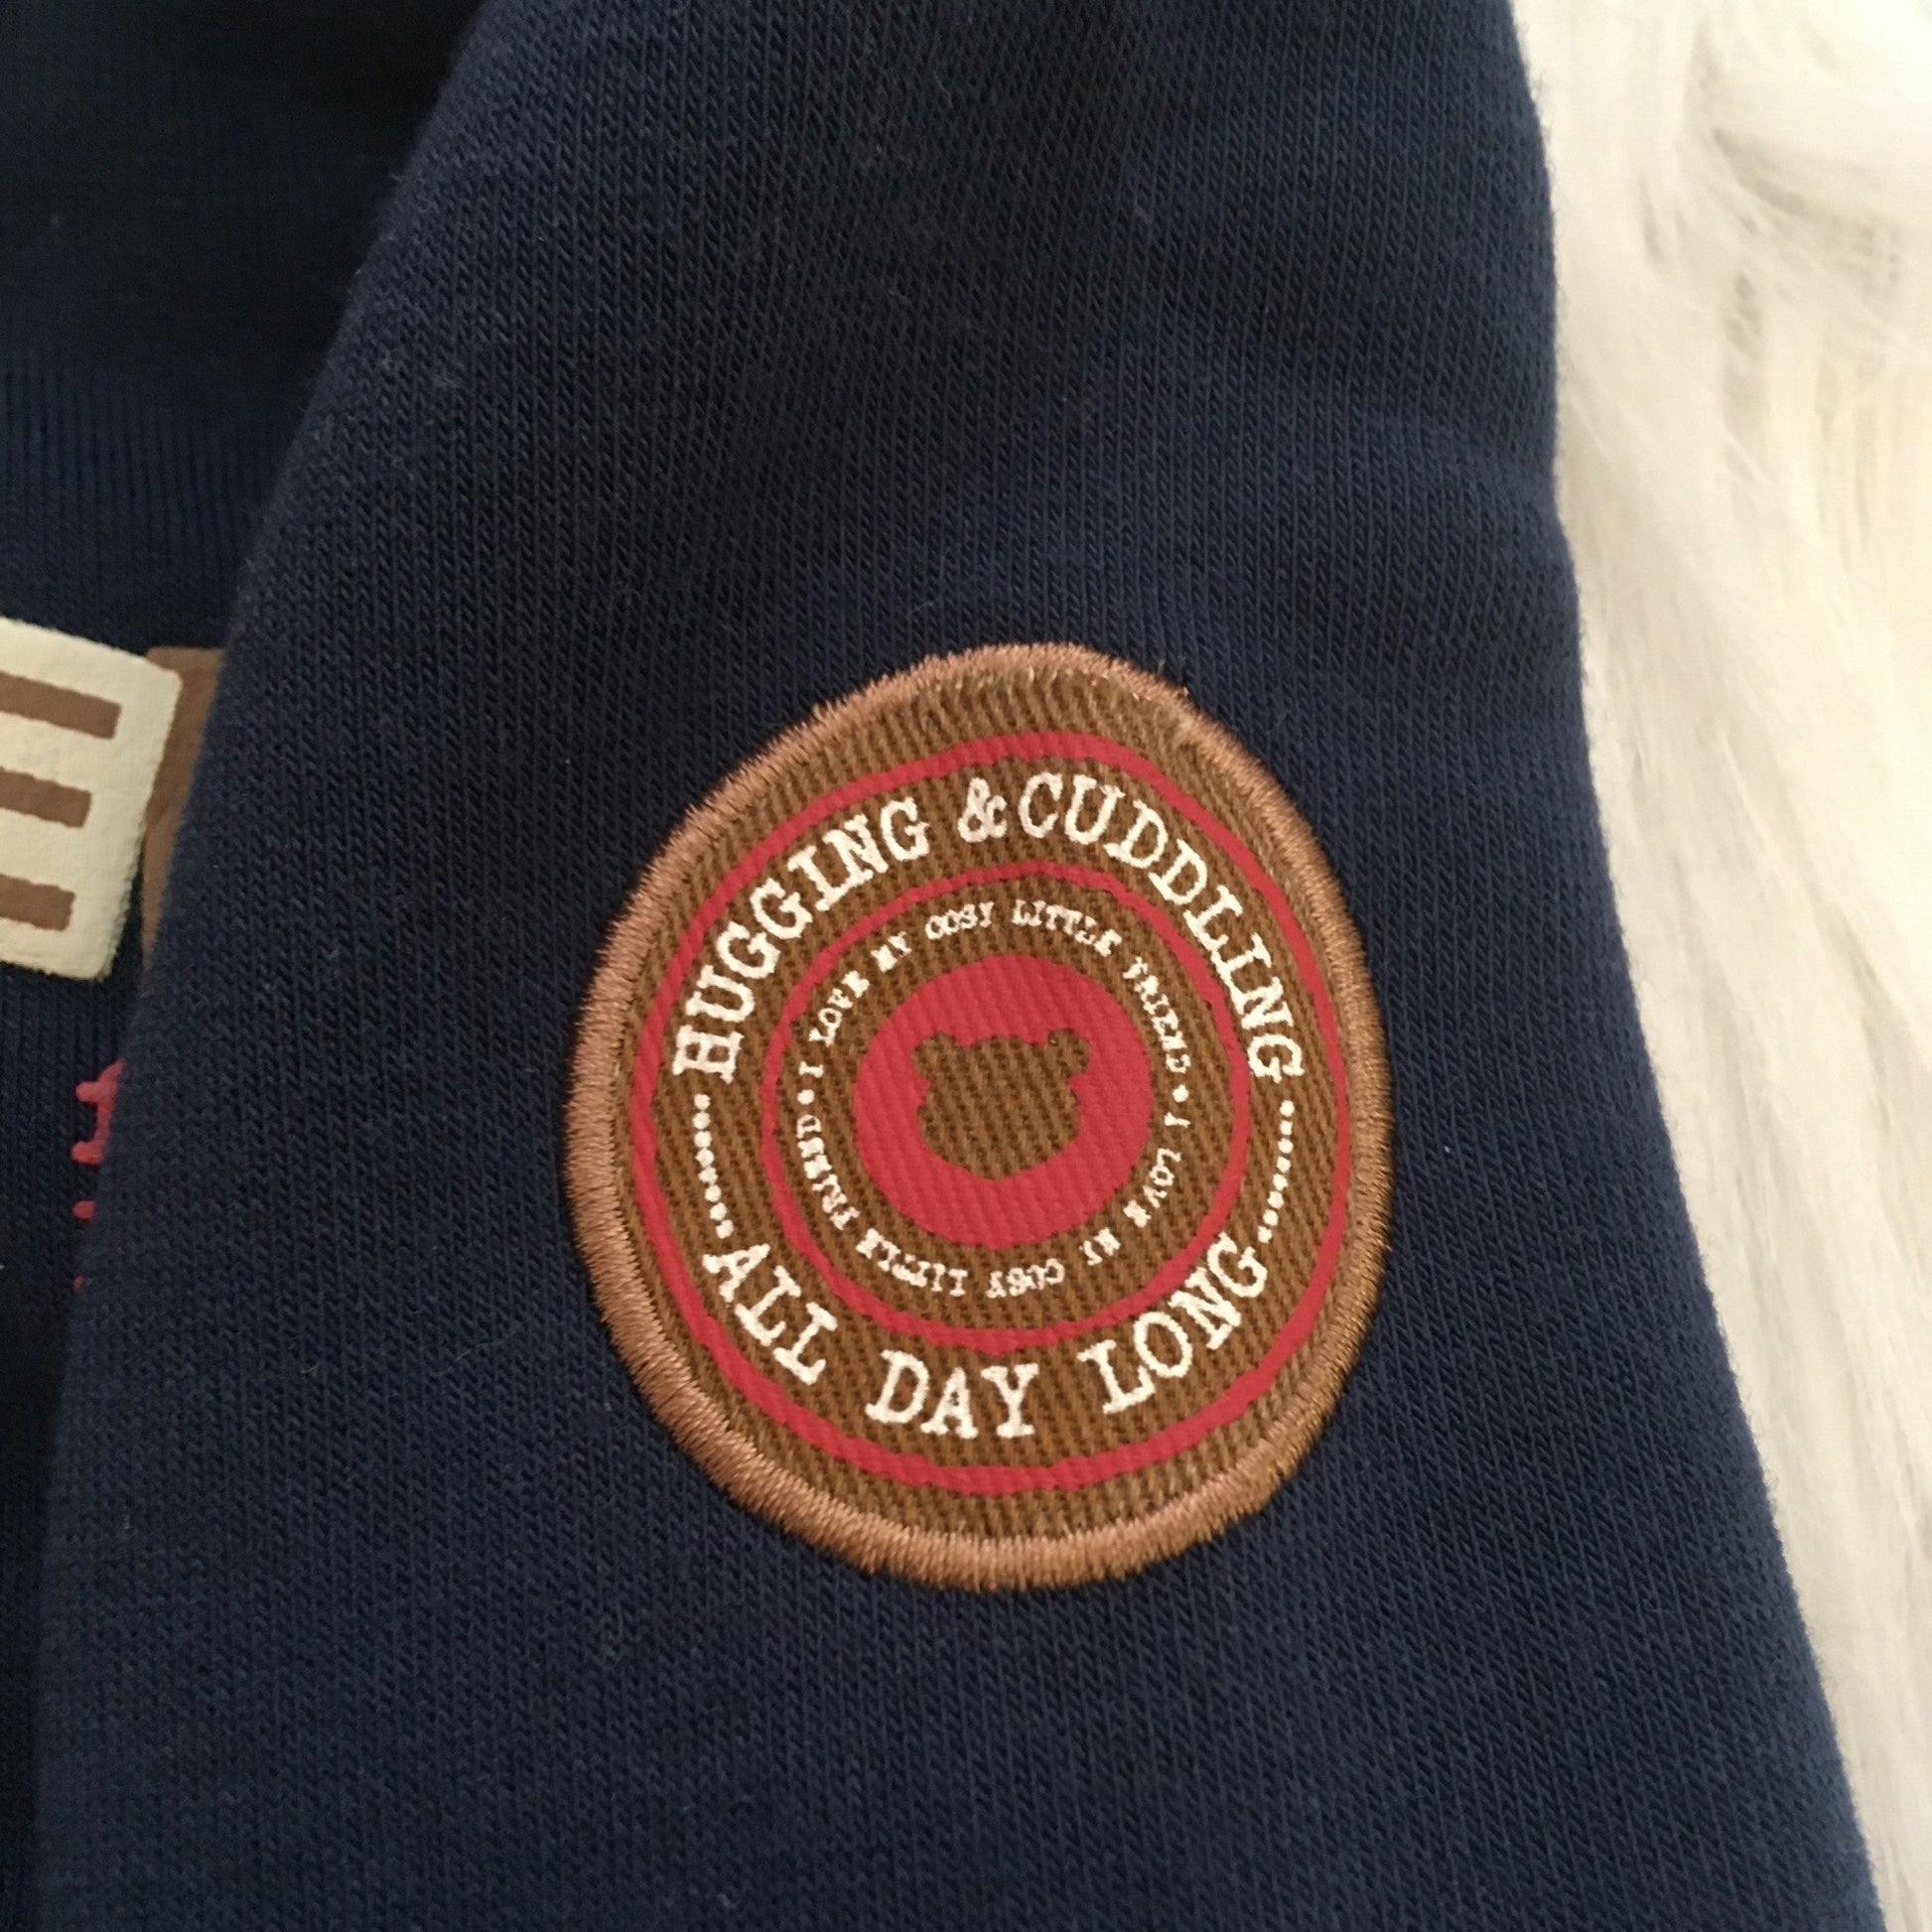 HUGGING & CUDDLING
ALL DAY LONG
I LOVE MY COSY LITTLE FRIEND • I LOVE MY COSY LITTLE FRIEND •
E